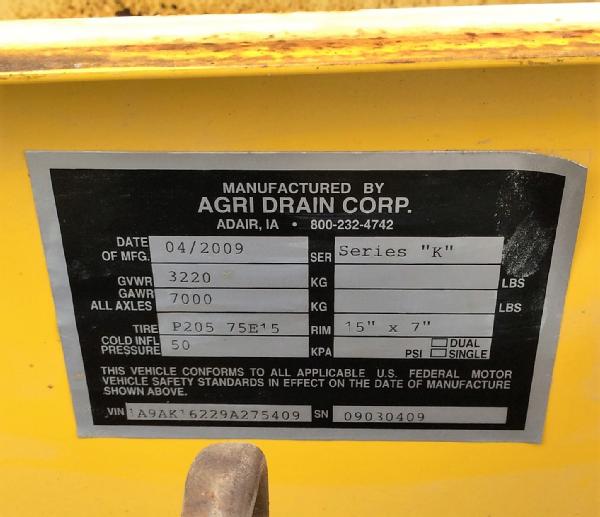 MANUFACTURED BY
AGRI DRAIN CORP.
ADAIR, IA • 800-232-4742
DATE OF MFG. 04/2009 SER Series "K"
GVWR 3220 KG LBS
GAWR ALL AXLES 7000 KG LBS
TIRE P205 75E15 RIM 15" x 7"
COLD INFL PRESSURE 50 KPA PSI DUAL SINGLE
THIS VEHICLE CONFORMS TO ALL APPLICABLE U.S. FEDERAL MOTOR
VEHICLE SAFETY STANDARDS IN EFFECT ON THE DATE OF MANUFACTURE
SHOWN ABOVE.
VIN 1A9AK16229A275409 SN 09030409